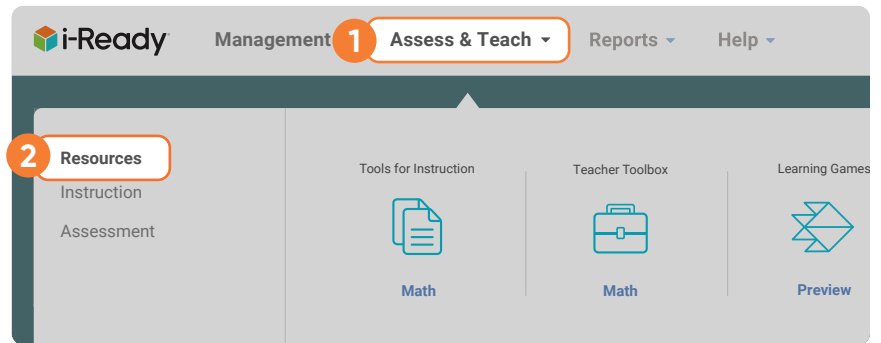 i-Ready Management 1 Assess & Teach Reports Help
2 Resources
Instruction
Assessment
Tools for Instruction Teacher Toolbox Learning Games
Math Math Preview